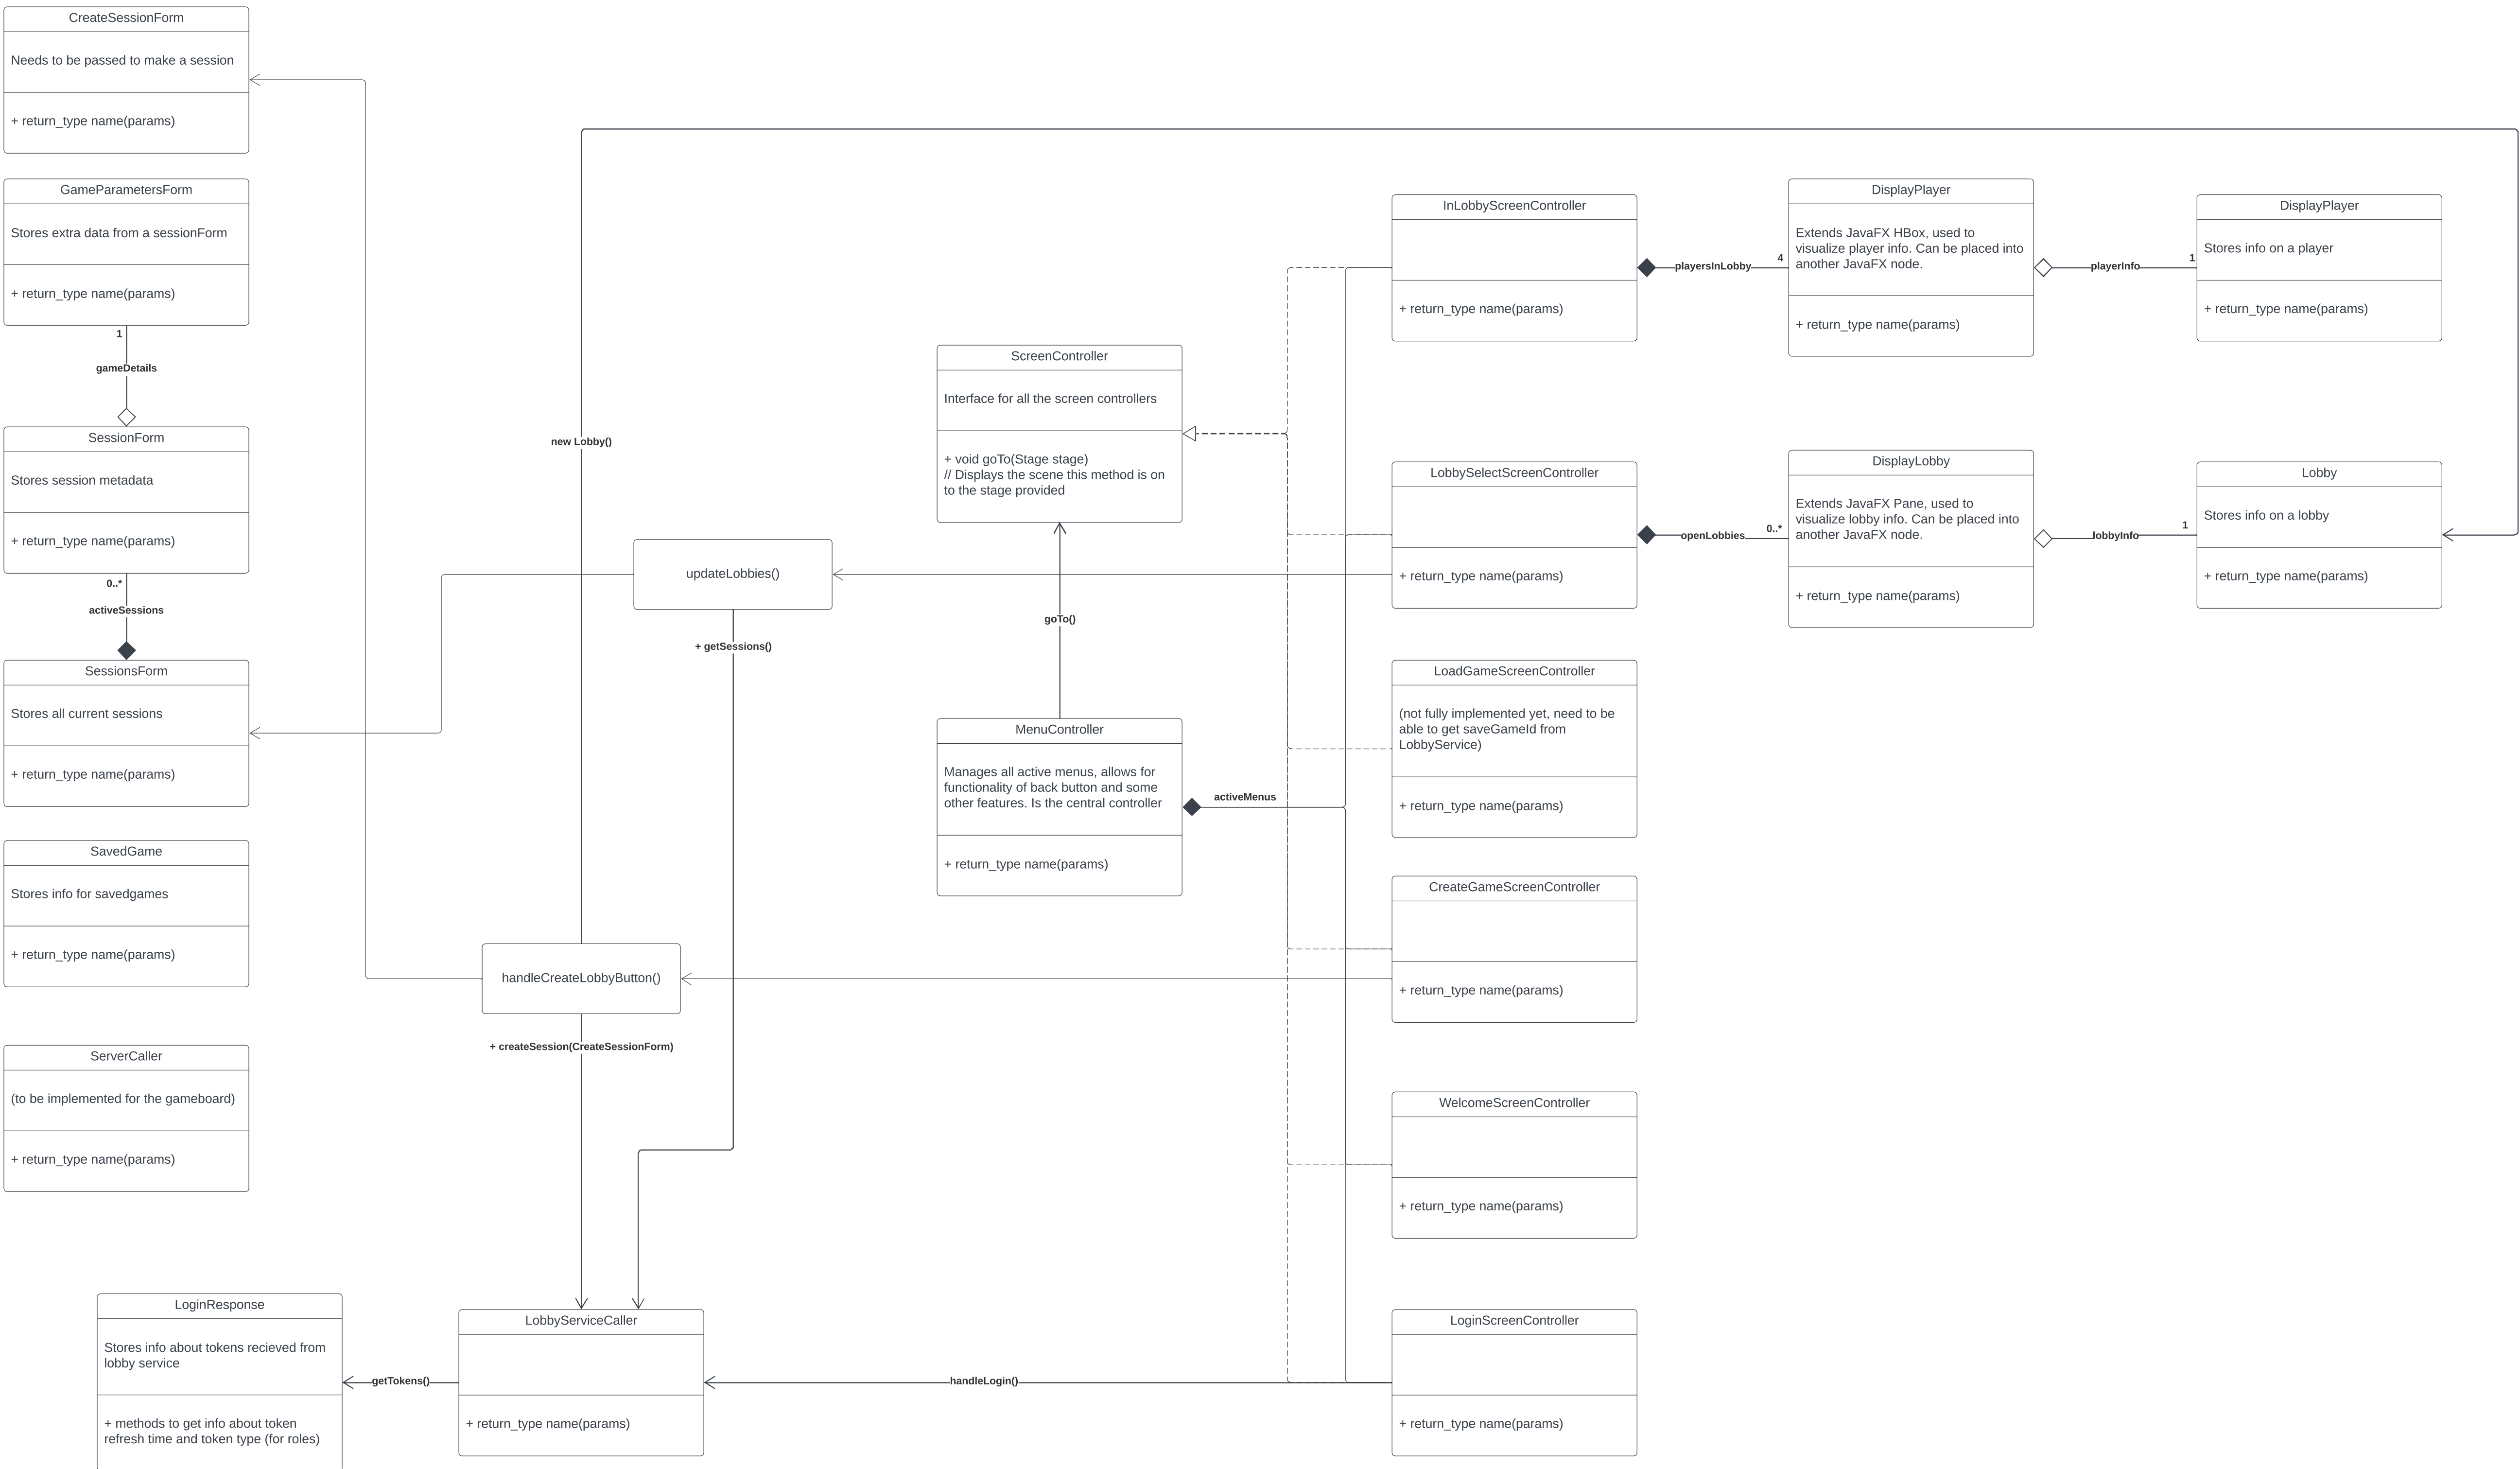 CreateSessionForm
Needs to be passed to make a session
+ return_type name(params)
GameParametersForm
Stores extra data from a sessionForm
+ return_type name(params)
1
gameDetails
SessionForm
Stores session metadata
+ return_type name(params)
0..*
activeSessions
SessionsForm
Stores all current sessions
+ return_type name(params)
SavedGame
Stores info for savedgames
+ return_type name(params)
ServerCaller
(to be implemented for the gameboard)
+ return_type name(params)
LoginResponse
Stores info about tokens recieved from
lobby service
+ methods to get info about token
refresh time and token type (for roles)
getTokens()
new Lobby()
updateLobbies()
+ getSessions()
handleCreateLobbyButton()
+ createSession(CreateSessionForm)
LobbyServiceCaller
+ return_type name(params)
handleLogin()
ScreenController
Interface for all the screen controllers
+ void goTo(Stage stage)
// Displays the scene this method is on
to the stage provided
goTo()
MenuController
Manages all active menus, allows for
functionality of back button and some
other features. Is the central controller
+ return_type name(params)
activeMenus
InLobbyScreenController
+ return_type name(params)
playersInLobby
4
DisplayPlayer
Extends JavaFX HBox, used to
visualize player info. Can be placed into
another JavaFX node.
+ return_type name(params)
playerInfo
1
DisplayPlayer
Stores info on a player
+ return_type name(params)
LobbySelectScreenController
+ return_type name(params)
openLobbies
0..*
DisplayLobby
Extends JavaFX Pane, used to
visualize lobby info. Can be placed into
another JavaFX node.
+ return_type name(params)
lobbyInfo
1
Lobby
Stores info on a lobby
+ return_type name(params)
LoadGameScreenController
(not fully implemented yet, need to be
able to get saveGameId from
LobbyService)
+ return_type name(params)
CreateGameScreenController
+ return_type name(params)
WelcomeScreenController
+ return_type name(params)
LoginScreenController
+ return_type name(params)